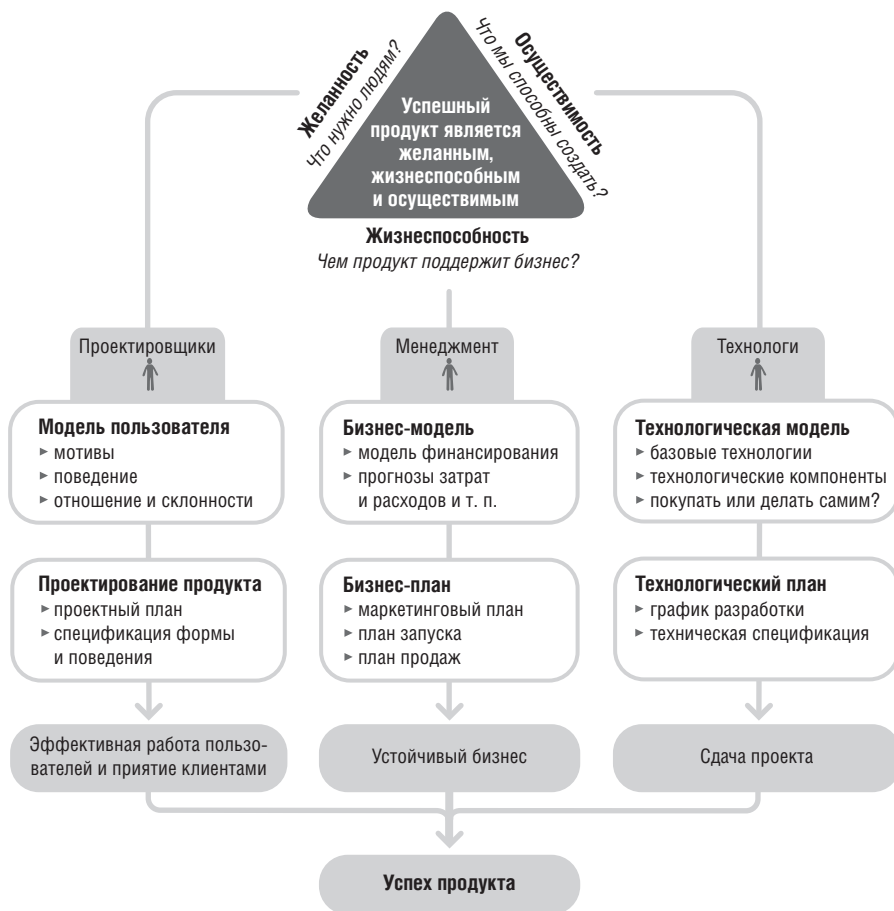 Желанность
Что нужно людям?
Осуществимость
Что мы способны создать?
Успешный
продукт является
желанным,
жизнеспособным
и осуществимым
Жизнеспособность
Чем продукт поддержит бизнес?
Проектировщики
Менеджмент
Технологи
Модель пользователя
▸ мотивы
▸ поведение
▸ отношение и склонности
Бизнес-модель
▸ модель финансирования
▸ прогнозы затрат
и расходов и т. п.
Технологическая модель
▸ базовые технологии
▸ технологические компоненты
▸ покупать или делать самим?
Проектирование продукта
▸ проектный план
▸ спецификация формы
и поведения
Бизнес-план
▸ маркетинговый план
▸ план запуска
▸ план продаж
Технологический план
▸ график разработки
▸ техническая спецификация
Эффективная работа пользо-
вателей и приятие клиентами
Устойчивый бизнес
Сдача проекта
Успех продукта